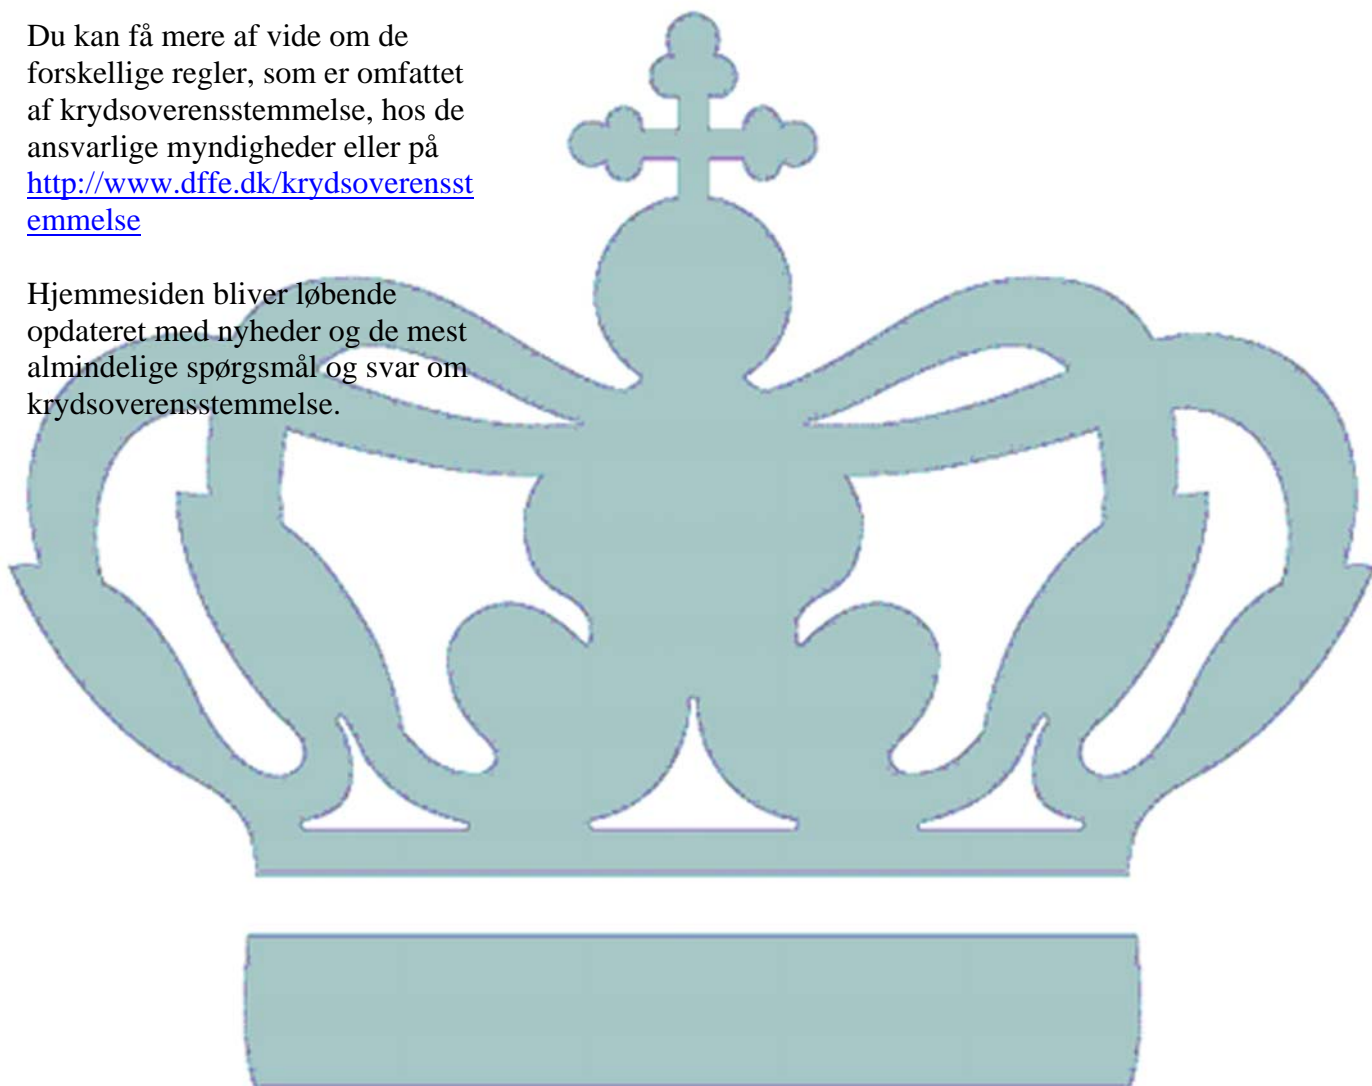 Du kan få mere af vide om de
forskellige regler, som er omfattet
af krydsoverensstemmelse, hos de
ansvarlige myndigheder eller på
http://www.dffe.dk/krydsoverensst
emmelse
Hjemmesiden bliver løbende
opdateret med nyheder og de mest
almindelige spørgsmål og svar om
krydsoverensstemmelse.